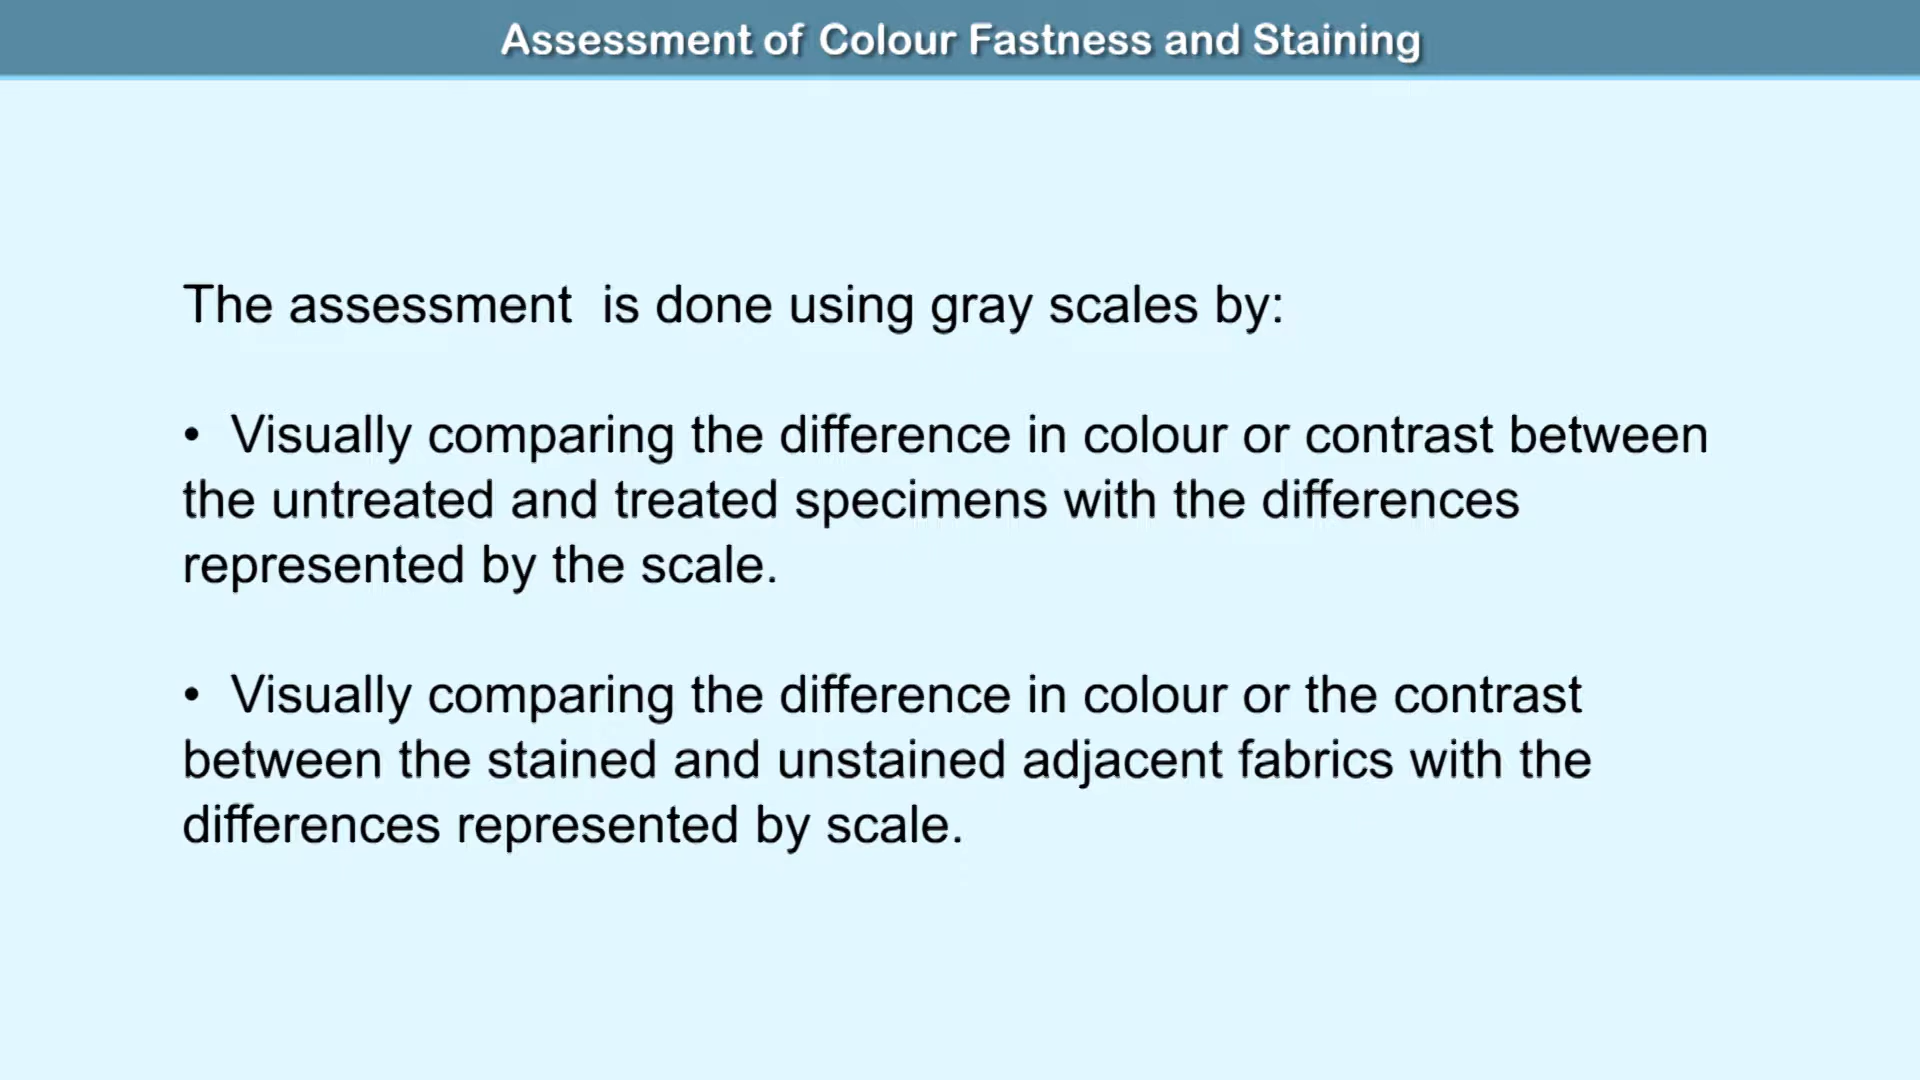 Assessment of Colour Fastness and Staining
The assessment  is done using gray scales by:
•  Visually comparing the difference in colour or contrast between
the untreated and treated specimens with the differences
represented by the scale.
•  Visually comparing the difference in colour or the contrast
between the stained and unstained adjacent fabrics with the
differences represented by scale.